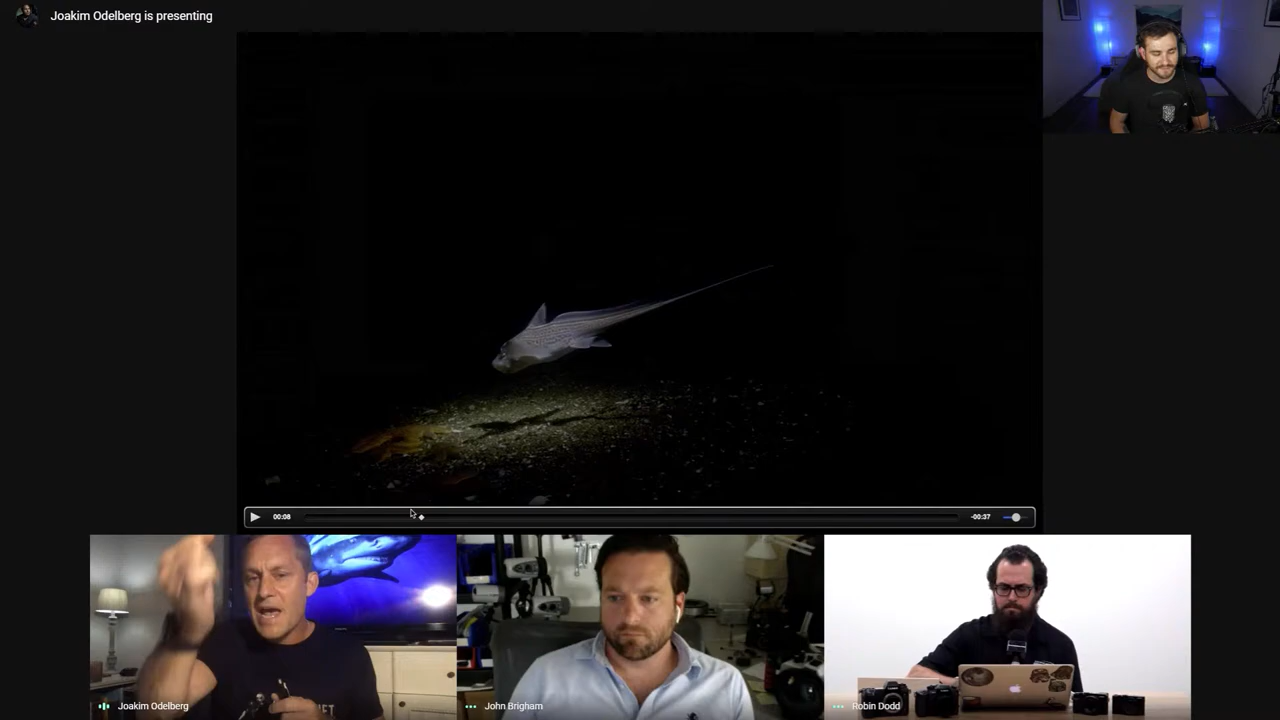 Joakim Odelberg is presenting
00:08
-00:37
Joakim Odelberg
John Brigham
Robin Dodd